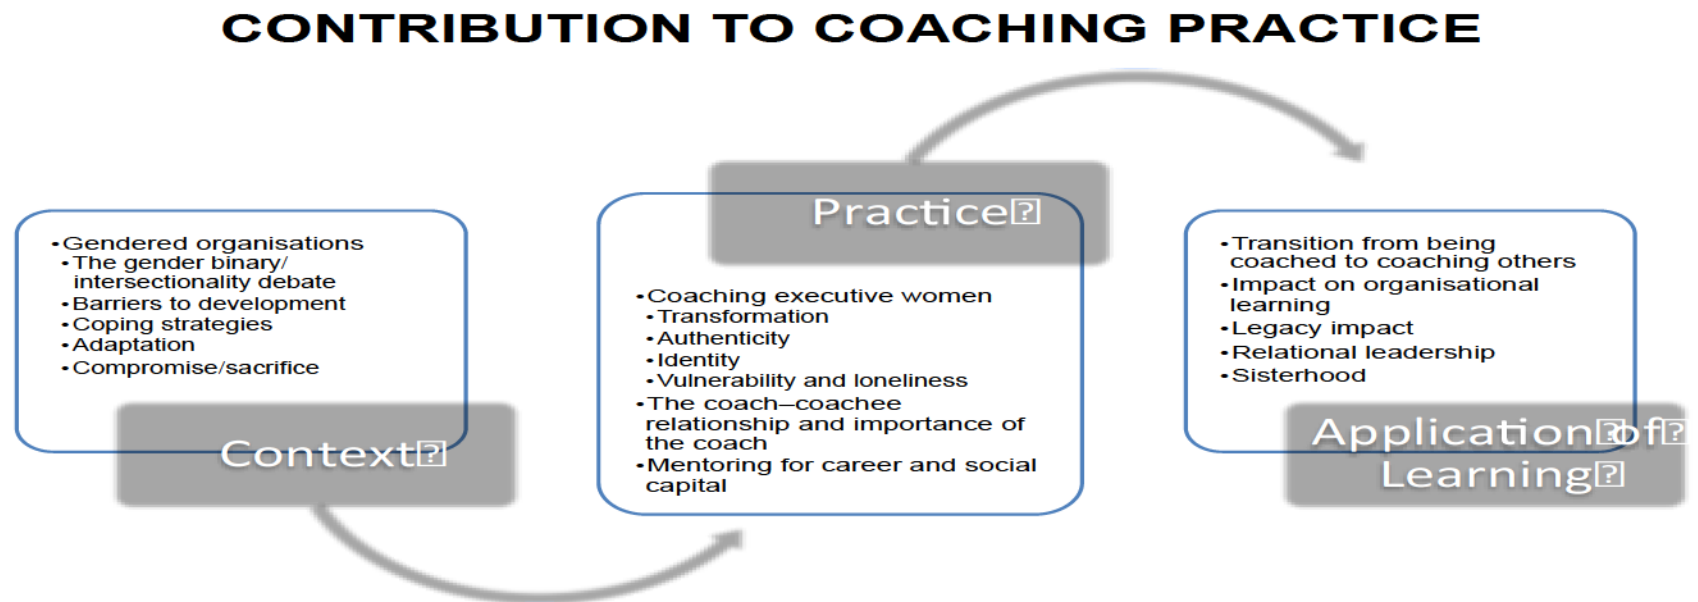 CONTRIBUTION TO COACHING PRACTICE
•Gendered organisations
•The gender binary/
intersectionality debate
•Barriers to development
•Coping strategies
•Adaptation
•Compromise/sacrifice
Context
Practice
•Coaching executive women
•Transformation
•Authenticity
•Identity
•Vulnerability and loneliness
•The coach–coachee
relationship and importance of
the coach
•Mentoring for career and social
capital
•Transition from being
coached to coaching others
•Impact on organisational
learning
•Legacy impact
•Relational leadership
•Sisterhood
Application of
Learning